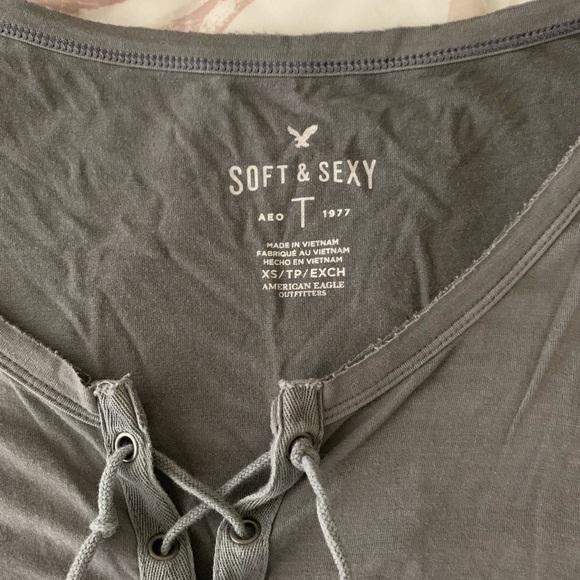 SOFT & SEXY
AEO T 1977
MADE IN VIETNAM
FABRIQUÉ AU VIETNAM
HECHO EN VIETNAM
XS/TP/EXCH
AMERICAN EAGLE
OUTFITTERS